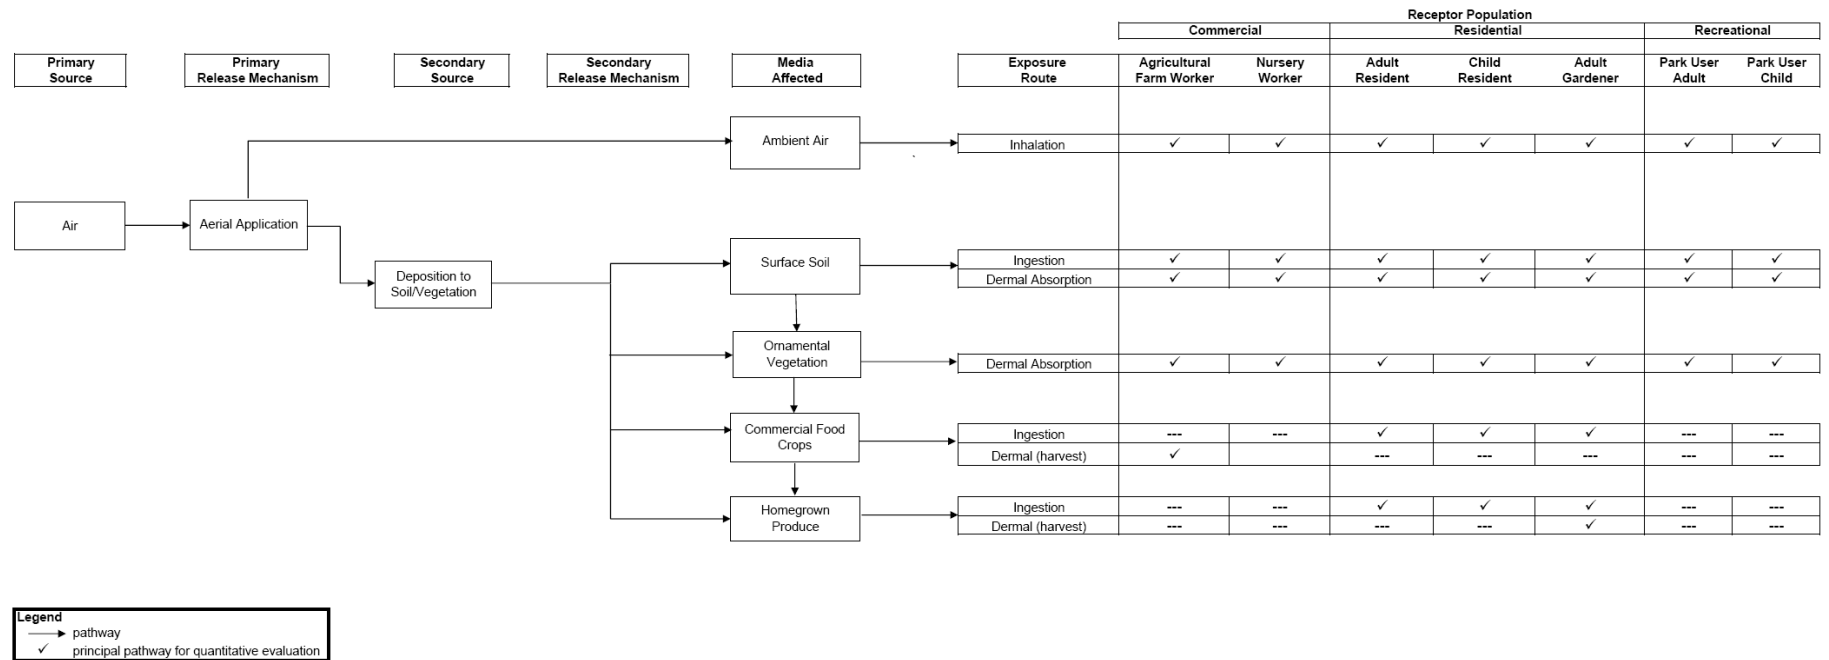 Receptor Population
Commercial Residential Recreational
Primary Source
Primary Release Mechanism
Secondary Source
Secondary Release Mechanism
Media Affected
Exposure Route
Agricultural Farm Worker
Nursery Worker
Adult Resident
Child Resident
Adult Gardener
Park User Adult
Park User Child
Ambient Air
Inhalation ✓ ✓ ✓ ✓ ✓ ✓ ✓
Air
Aerial Application
Deposition to
Soil/Vegetation
Surface Soil
Ingestion ✓ ✓ ✓ ✓ ✓ ✓ ✓
Dermal Absorption ✓ ✓ ✓ ✓ ✓ ✓ ✓
Ornamental
Vegetation
Dermal Absorption ✓ ✓ ✓ ✓ ✓ ✓ ✓
Commercial Food
Crops
Ingestion --- --- ✓ ✓ ✓ --- ---
Dermal (harvest) ✓ --- --- --- --- ---
Homegrown
Produce
Ingestion --- --- ✓ ✓ ✓ --- ---
Dermal (harvest) --- --- --- --- ✓ --- ---
Legend
pathway
✓ principal pathway for quantitative evaluation